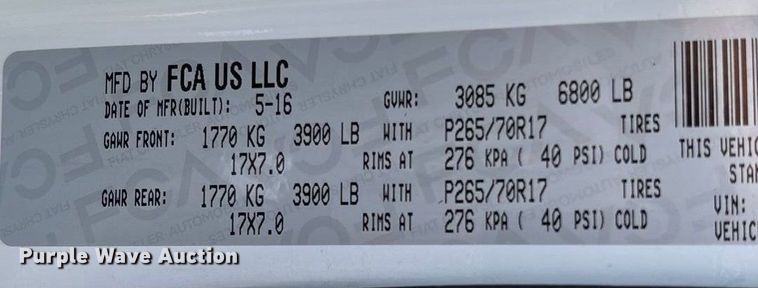 MFD BY FCA US LLC
DATE OF MFR(BUILT): 5-16 GVWR: 3085 KG 6800 LB
GAWR FRONT: 1770 KG 3900 LB WITH P265/70R17 TIRES
17X7.0 RIMS AT 276 KPA ( 40 PSI) COLD
GAWR REAR: 1770 KG 3900 LB WITH P265/70R17 TIRES
17X7.0 RIMS AT 276 KPA ( 40 PSI) COLD
THIS VEHIC
STAN
VIN:
VEHIC
Purple Wave Auction